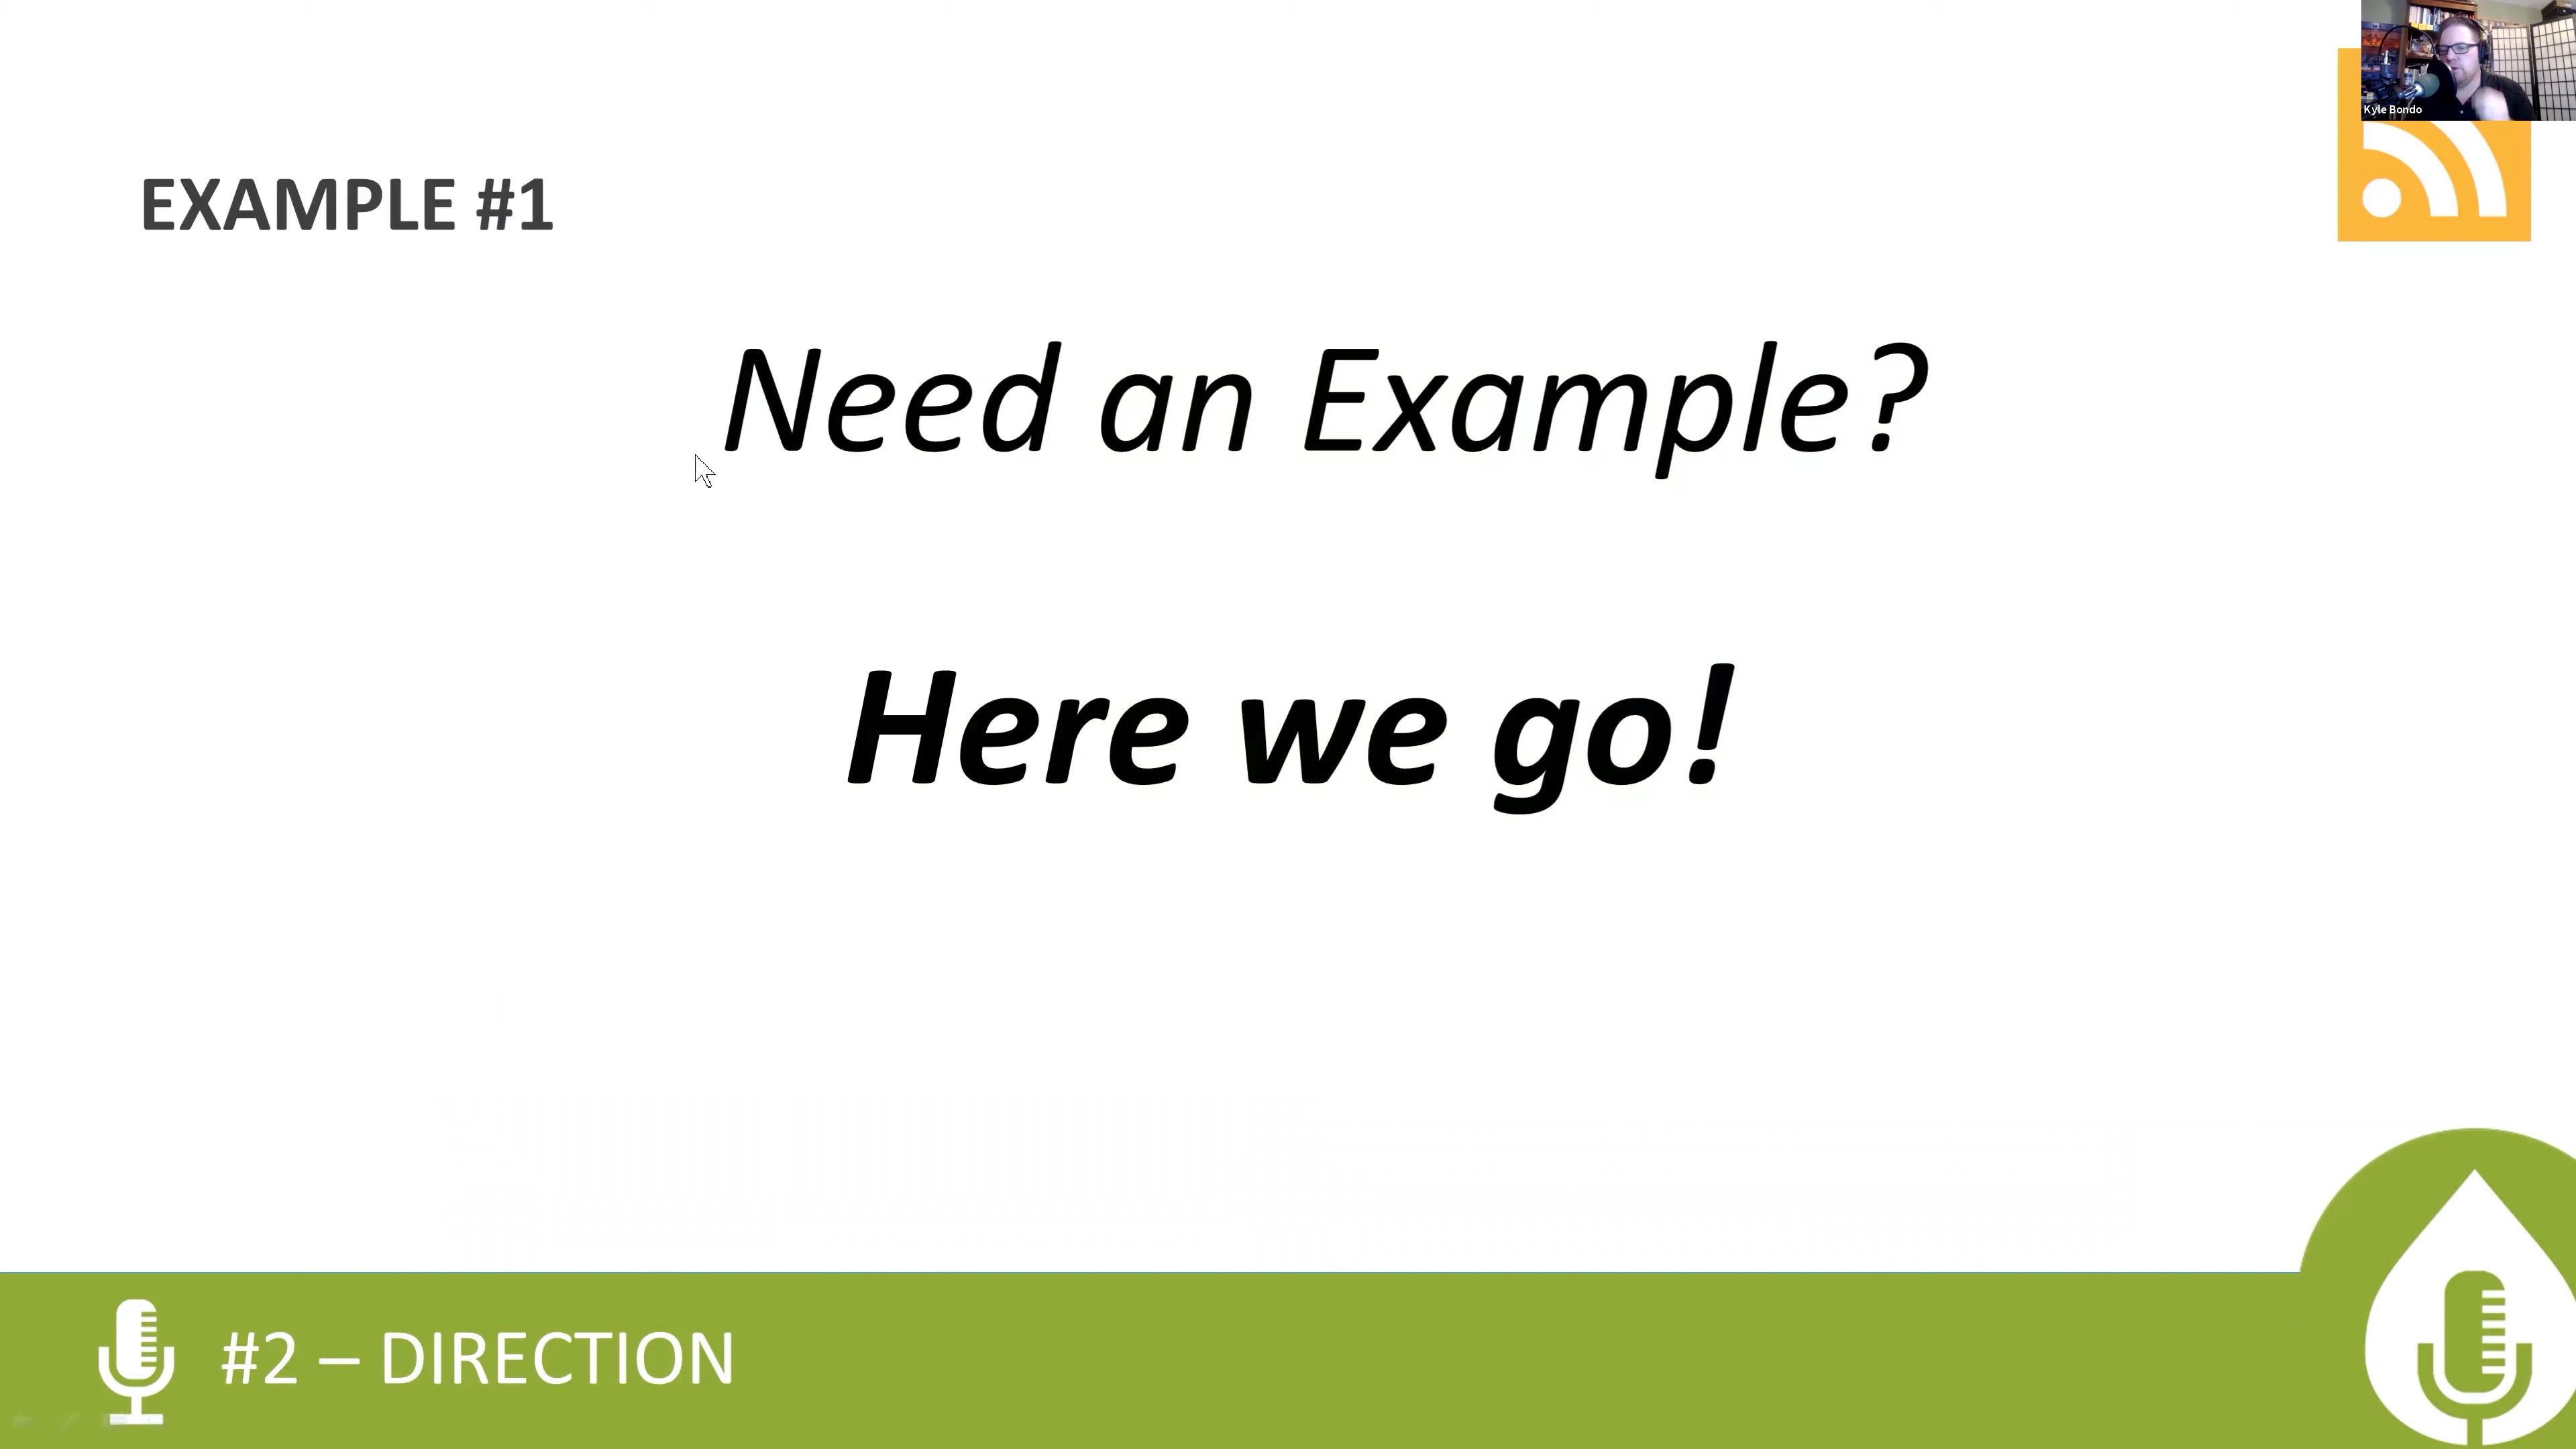 Kyle Bondo
EXAMPLE #1
Need an Example?
Here we go!
#2 – DIRECTION